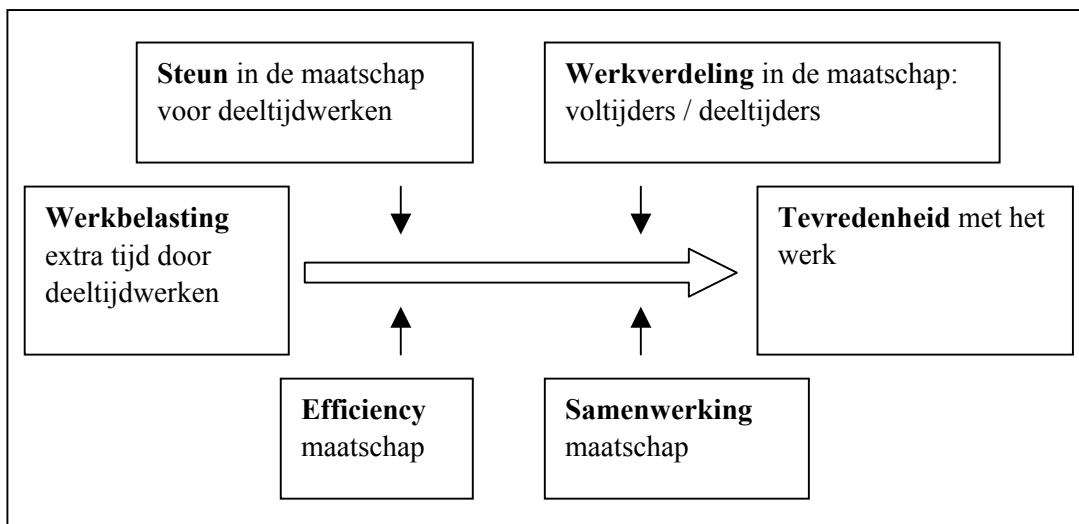 Steun in de maatschap
voor deeltijdwerken
Werkverdeling in de maatschap:
voltijders / deeltijders
Werkbelasting
extra tijd door
deeltijdwerken
Tevredenheid met het
werk
Efficiency
maatschap
Samenwerking
maatschap